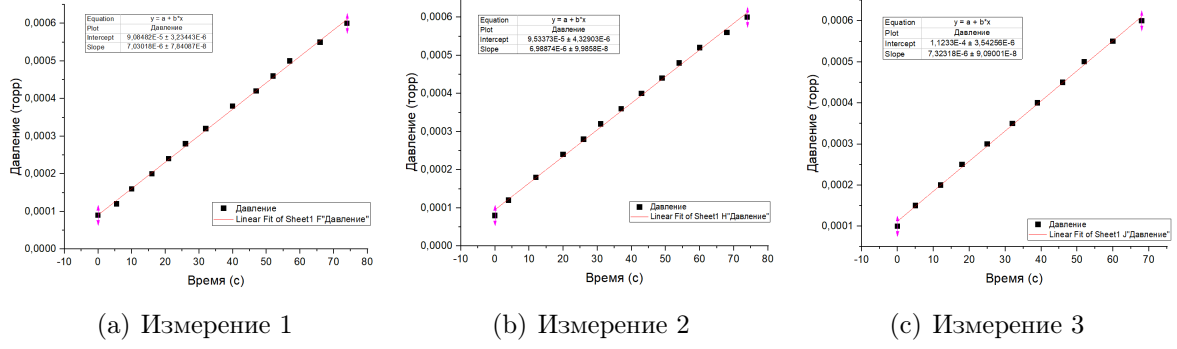 Equation y = a + b*x
Plot Давление
Intercept 9,08482E-5 ± 3,23443E-6
Slope 7,03018E-6 ± 7,84087E-8
Давление (торр)
0,0006
0,0005
0,0004
0,0003
0,0002
0,0001
0,0000
-10 0 10 20 30 40 50 60 70 80
Время (с)
Давление
Linear Fit of Sheet1 F"Давление"
(a) Измерение 1
Equation y = a + b*x
Plot Давление
Intercept 9,53373E-5 ± 4,32903E-6
Slope 6,98874E-6 ± 9,9858E-8
Давление (торр)
0,0006
0,0005
0,0004
0,0003
0,0002
0,0001
0,0000
-10 0 10 20 30 40 50 60 70 80
Время (с)
Давление
Linear Fit of Sheet1 H"Давление"
(b) Измерение 2
Equation y = a + b*x
Plot Давление
Intercept 1,1233E-4 ± 3,54256E-6
Slope 7,32318E-6 ± 9,09001E-8
Давление (торр)
0,0006
0,0005
0,0004
0,0003
0,0002
0,0001
-10 0 10 20 30 40 50 60 70
Время (с)
Давление
Linear Fit of Sheet1 J"Давление"
(c) Измерение 3